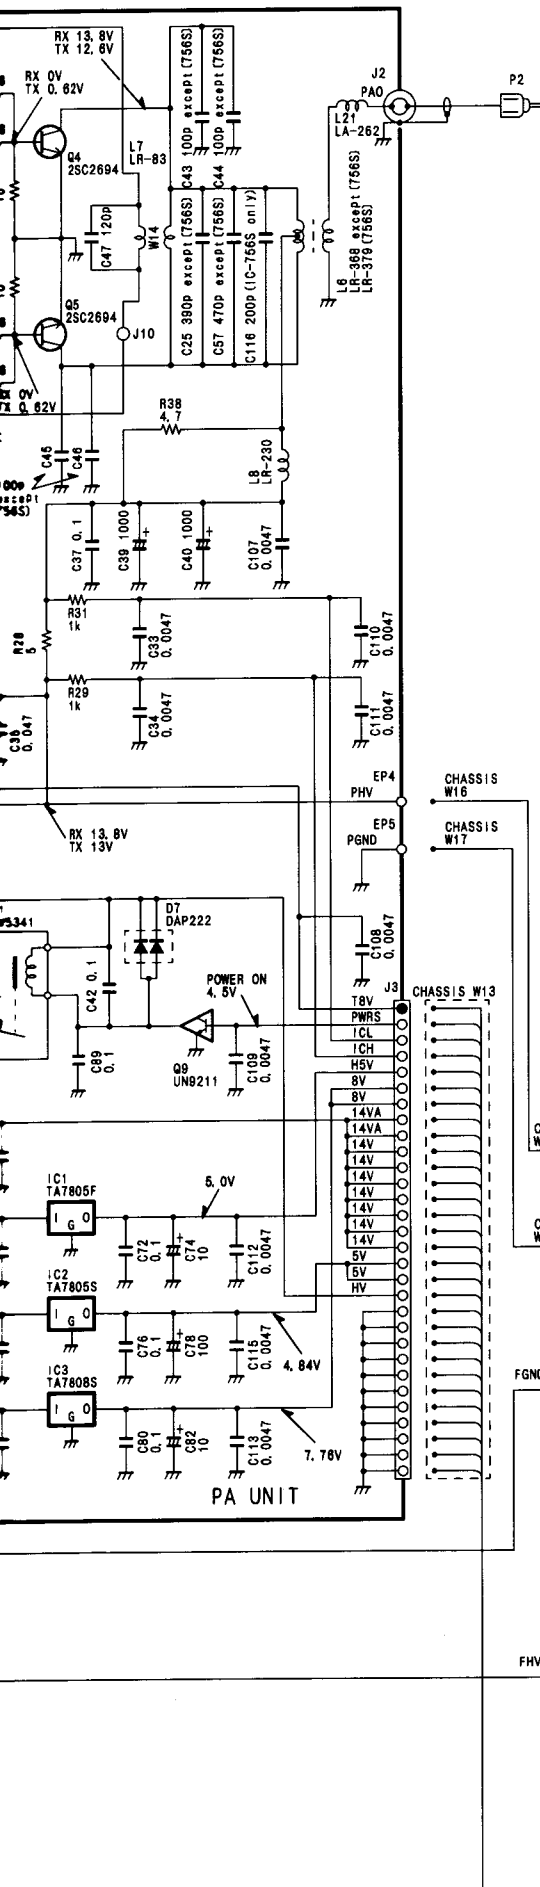 RX 13.8V
TX 12.6V
RX 0V
TX 0.62V
Q4
2SC2694
L7
LR-83
C43 100p except(756S)
C44 100p except(756S)
J2
PAO
L21
LA-262
P2
C47 120p
W14
C25 390p except(756S)
C57 470p except(756S)
C116 200p(IC-756S only)
L6
LR-368 except(756S)
LR-379(756S)
Q5
2SC2694
J10
RX 0V
TX 0.62V
R38
4.7
C45
C46
100p
except
756S)
L8
LR-230
C37 0.1
C39 1000
+
C40 1000
+
C107
0.0047
R31
1k
C33
0.0047
C110
0.0047
R28
5
R29
1k
C34
0.0047
C111
0.0047
0.047
EP4
PHV
CHASSIS
W16
RX 13.8V
TX 13V
EP5
PGND
CHASSIS
W17
5341
D7
DAP222
C42 0.1
C108
0.0047
POWER ON
4.5V
J3
CHASSIS W13
C89
0.1
Q9
UN9211
C109
0.0047
T8V
PWRS
ICL
ICH
H5V
8V
8V
14VA
14VA
14V
14V
14V
14V
14V
14V
14V
5V
5V
HV
IC1
TA7805F
I G O
5.0V
C72
0.1
+
C74
10
C112
0.0047
IC2
TA7805S
I G O
C76
0.1
+
C78
100
C115
0.0047
4.84V
IC3
TA7808S
I G O
C80
0.1
+
C82
10
C113
0.0047
7.76V
PA UNIT
C
W
C
W
FGND
FHV